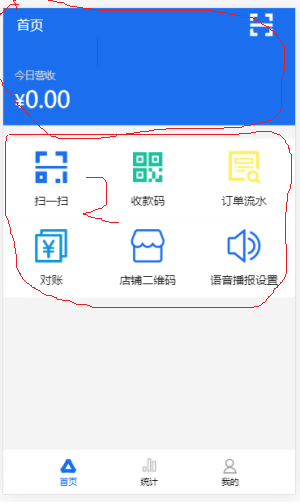 首页
今日营收
¥0.00
扫一扫 收款码 订单流水
对账 店铺二维码 语音播报设置
首页 统计 我的